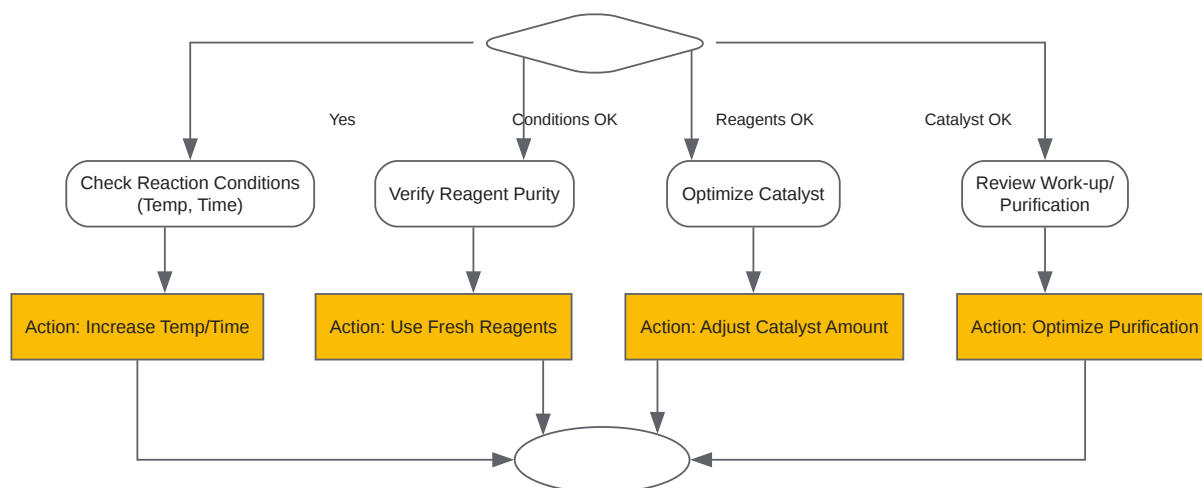 Yes
Conditions OK
Reagents OK
Catalyst OK
Check Reaction Conditions
(Temp, Time)
Verify Reagent Purity
Optimize Catalyst
Review Work-up/
Purification
Action: Increase Temp/Time
Action: Use Fresh Reagents
Action: Adjust Catalyst Amount
Action: Optimize Purification